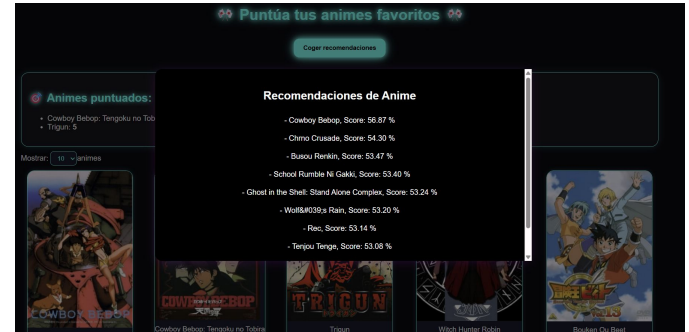 Puntúa tus animes favoritos
Coger recomendaciones
Animes puntuados:
Cowboy Bebop: Tengoku no Tob
Trigun: 5
Recomendaciones de Anime
- Cowboy Bebop, Score: 56.87 %
- Chrno Crusade, Score: 54.30 %
- Busou Renkin, Score: 53.47 %
- School Rumble Ni Gakki, Score: 53.40 %
- Ghost in the Shell: Stand Alone Complex, Score: 53.24 %
- Wolf&#039;s Rain, Score: 53.20 %
- Rec, Score: 53.14 %
- Tenjou Tenge, Score: 53.08 %
Mostrar: 10 animes
COWBOY BEBOP
COWBOY BEBOP
TRIGUN
Cowboy Bebop: Tengoku no Tobira
Trigun
Witch Hunter Robin
Bouken Ou Beet